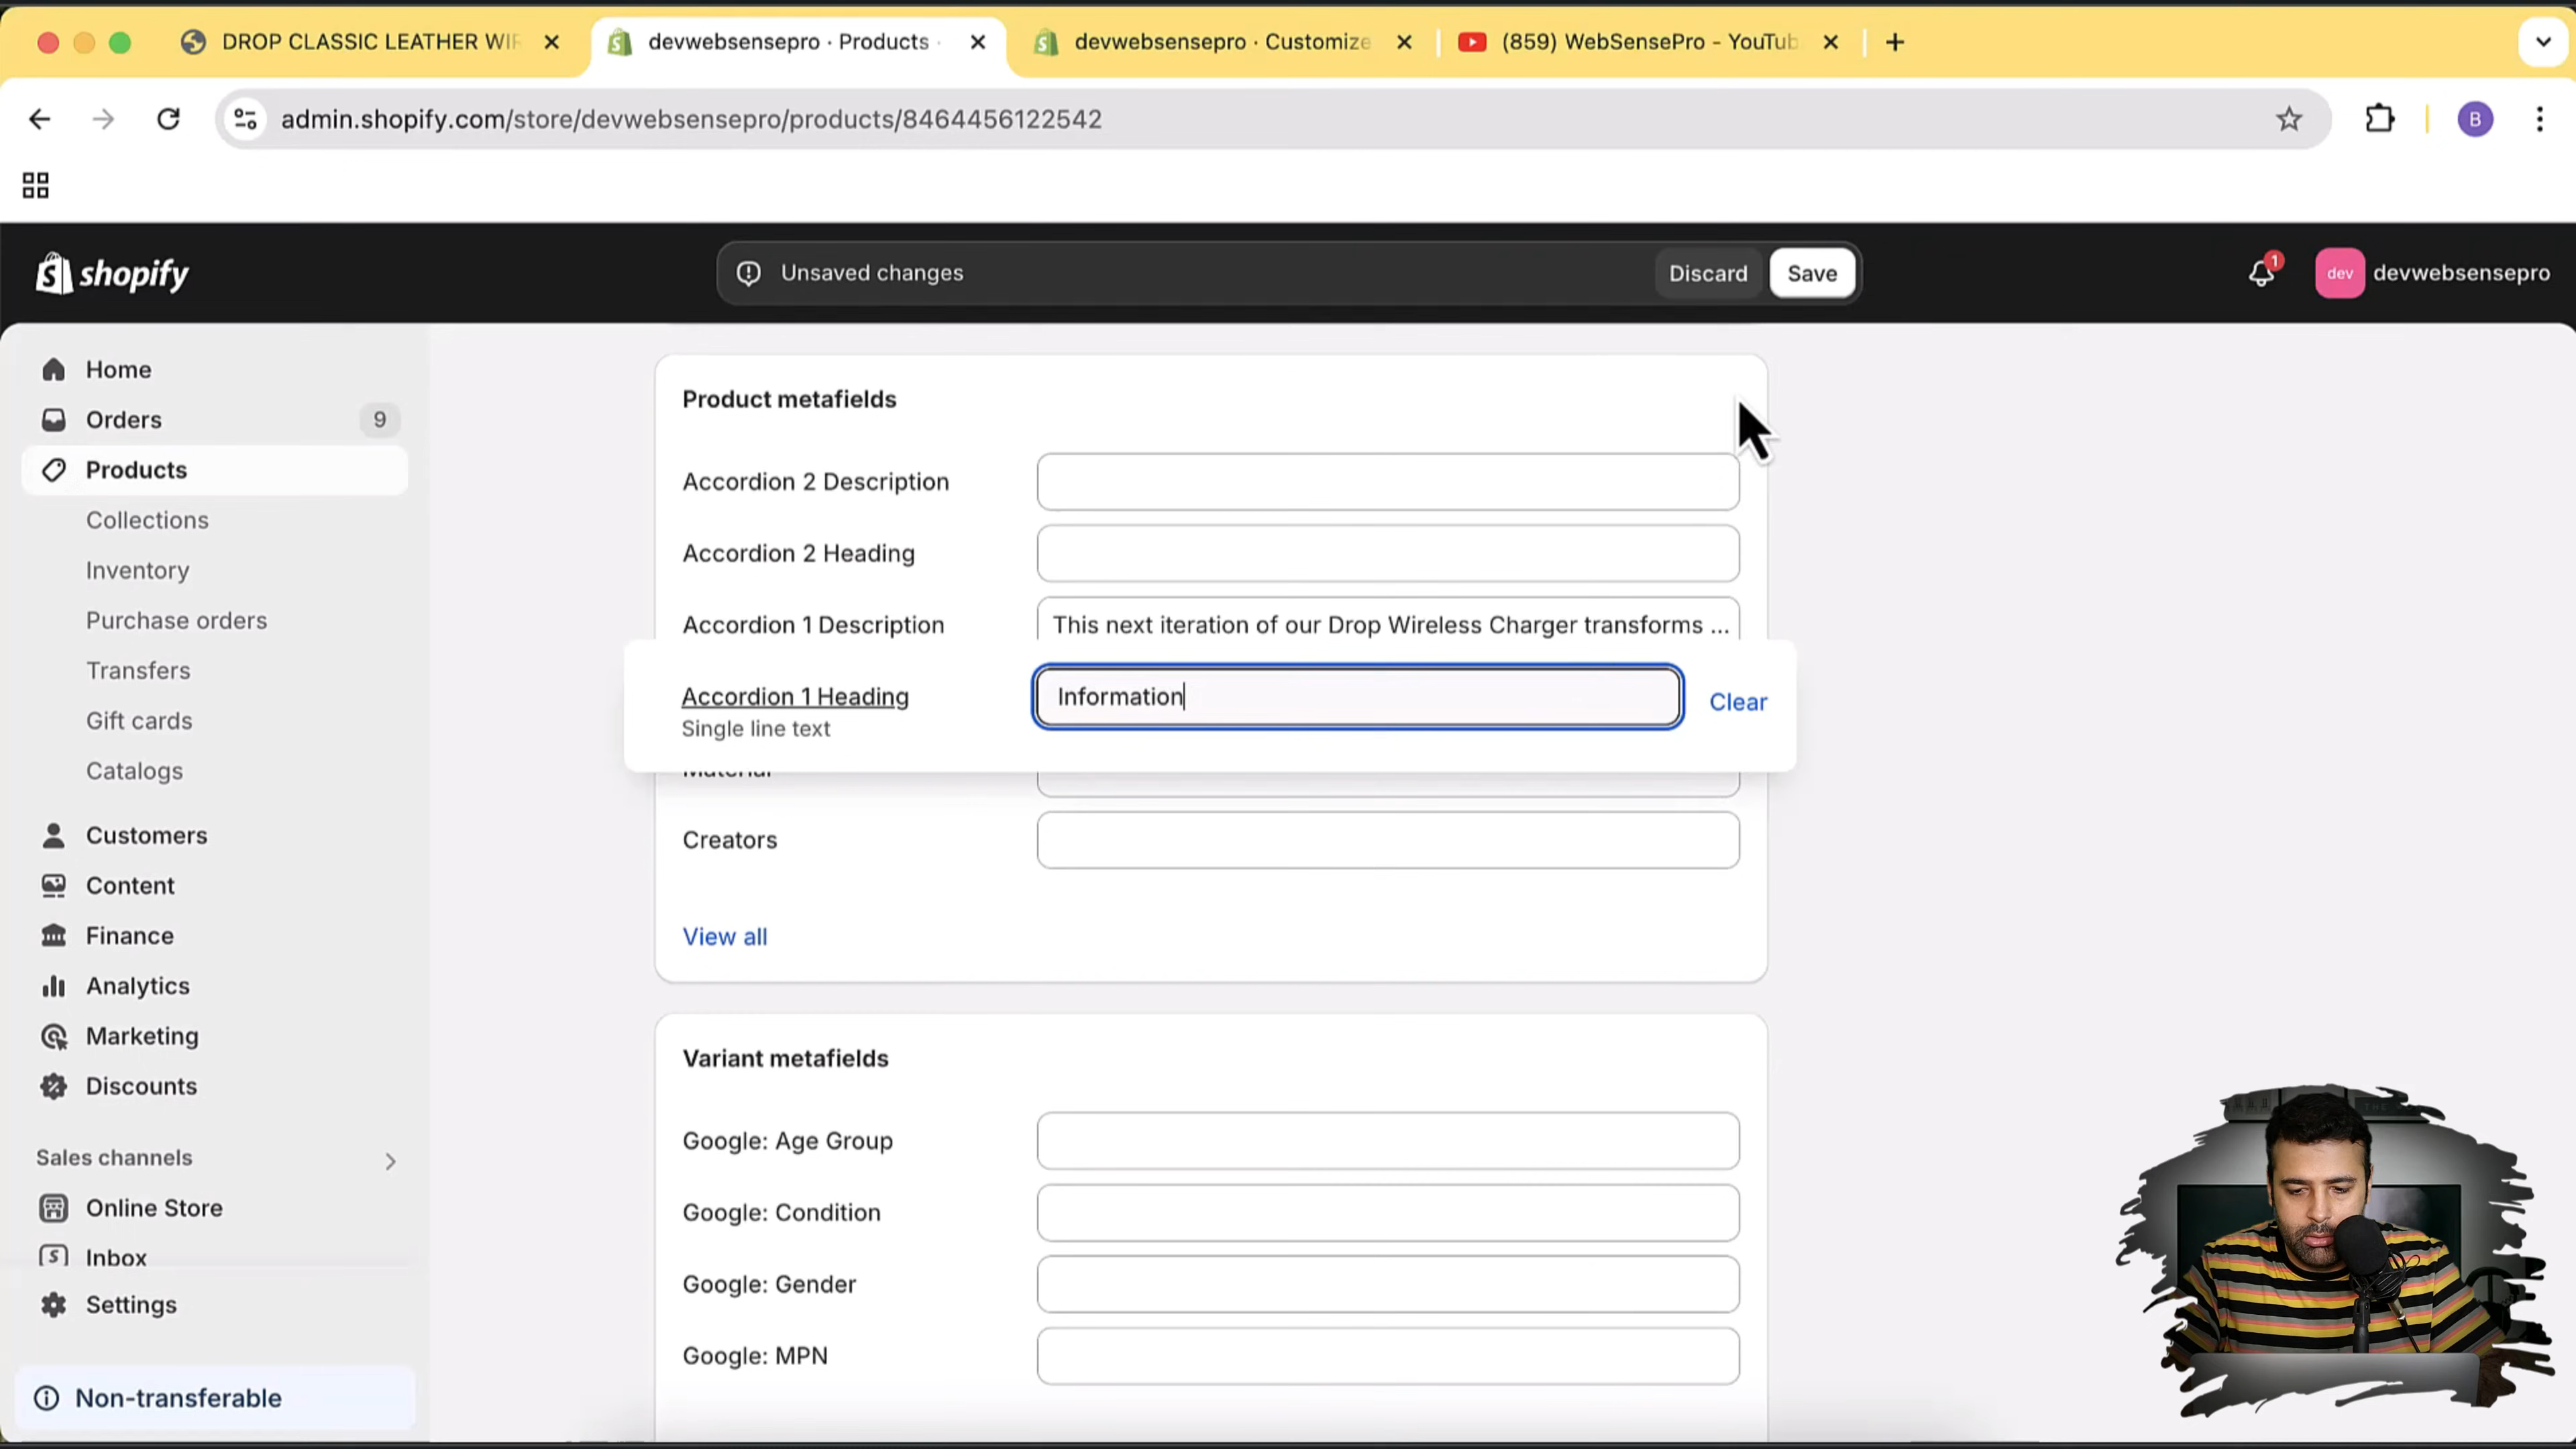 DROP CLASSIC LEATHER WIR
devwebsensepro · Products ·
devwebsensepro · Customize
(859) WebSensePro - YouTub
admin.shopify.com/store/devwebsensepro/products/8464456122542
B
shopify
Unsaved changes
Discard
Save
1
dev
devwebsensepro
Home
Orders
9
Products
Collections
Inventory
Purchase orders
Transfers
Gift cards
Catalogs
Customers
Content
Finance
Analytics
Marketing
Discounts
Sales channels
Online Store
Inbox
Settings
Non-transferable
Product metafields
Accordion 2 Description
Accordion 2 Heading
Accordion 1 Description
This next iteration of our Drop Wireless Charger transforms ...
Accordion 1 Heading
Information
Clear
Single line text
Material
Creators
View all
Variant metafields
Google: Age Group
Google: Condition
Google: Gender
Google: MPN